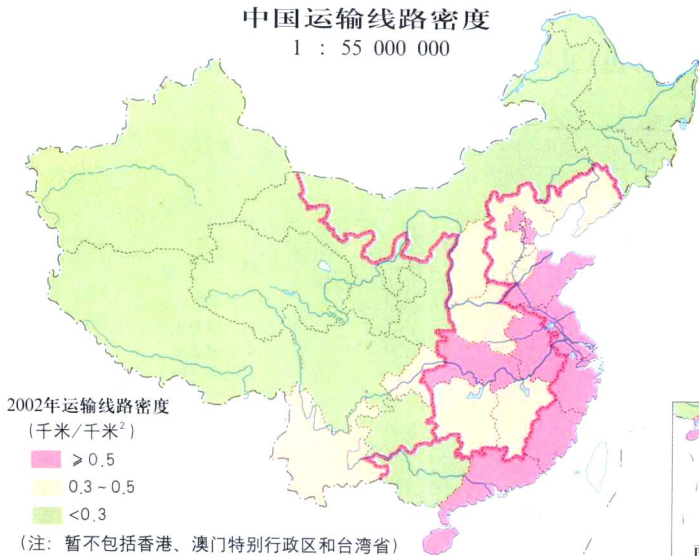 中国运输线路密度
1 : 55 000 000
2002年运输线路密度
(千米/千米²)
≥0.5
0.3~0.5
<0.3
(注: 暂不包括香港、澳门特别行政区和台湾省)